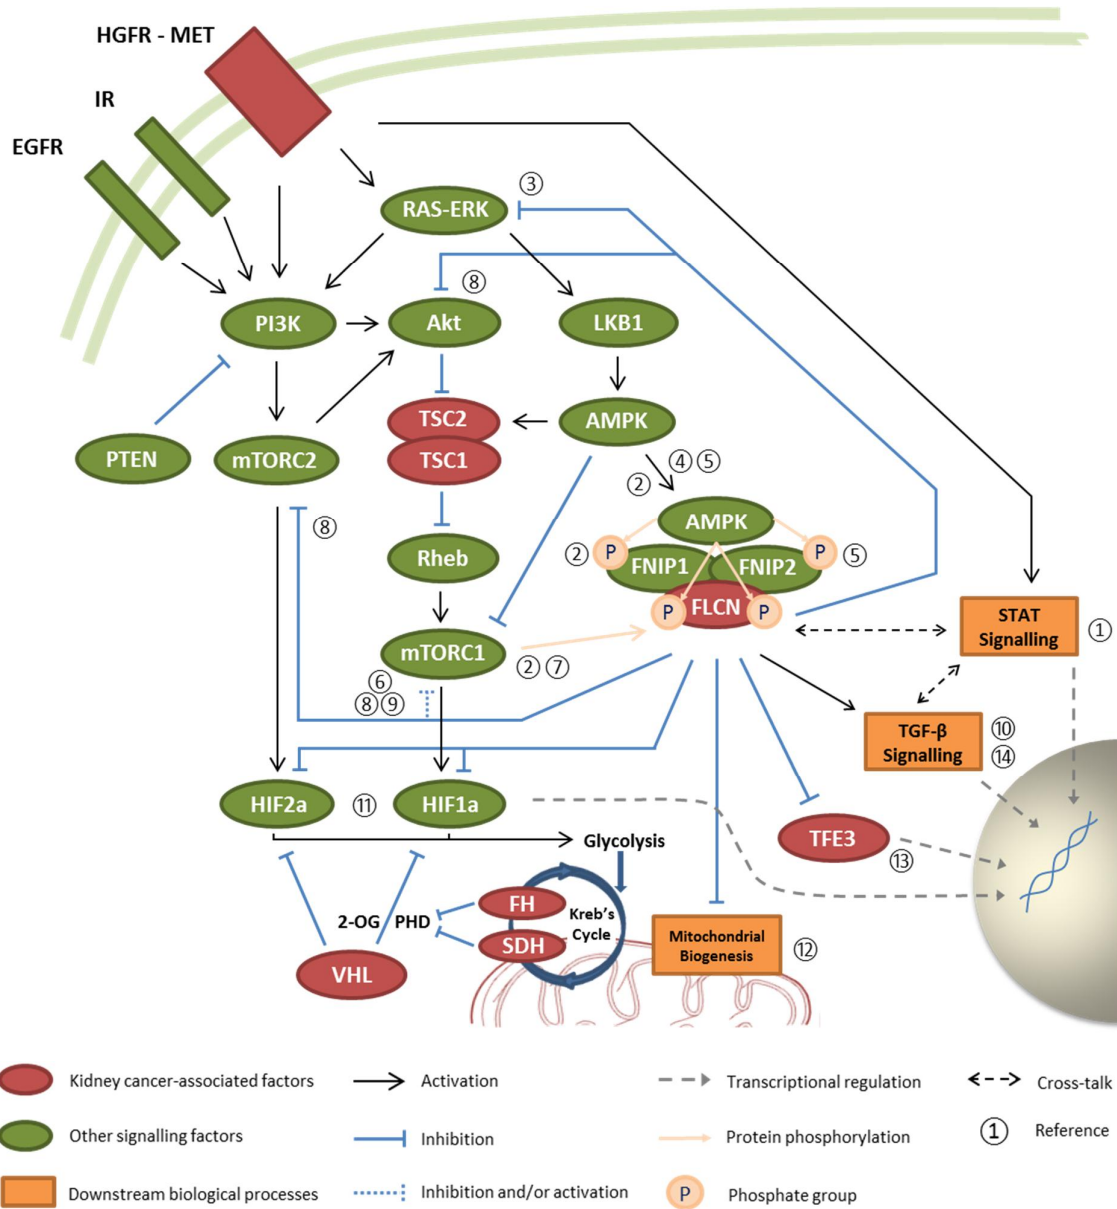 HGFR - MET
IR
EGFR
③
RAS-ERK
⑧
PI3K
Akt
LKB1
TSC2
AMPK
PTEN
mTORC2
TSC1
④ ⑤
②
⑧
AMPK
Rheb
② P
P ⑤
FNIP1
FNIP2
P FLCN P
STAT
Signalling
①
mTORC1
② ⑦
⑥
⑧ ⑨
TGF-β
Signalling
⑩
⑭
HIF2a
⑪
HIF1a
Glycolysis
TFE3
⑬
FH
2-OG
PHD
Kreb's
Cycle
SDH
VHL
Mitochondrial
Biogenesis
⑫
Kidney cancer-associated factors
Activation
Transcriptional regulation
Cross-talk
Other signalling factors
Inhibition
Protein phosphorylation
① Reference
Downstream biological processes
Inhibition and/or activation
P Phosphate group